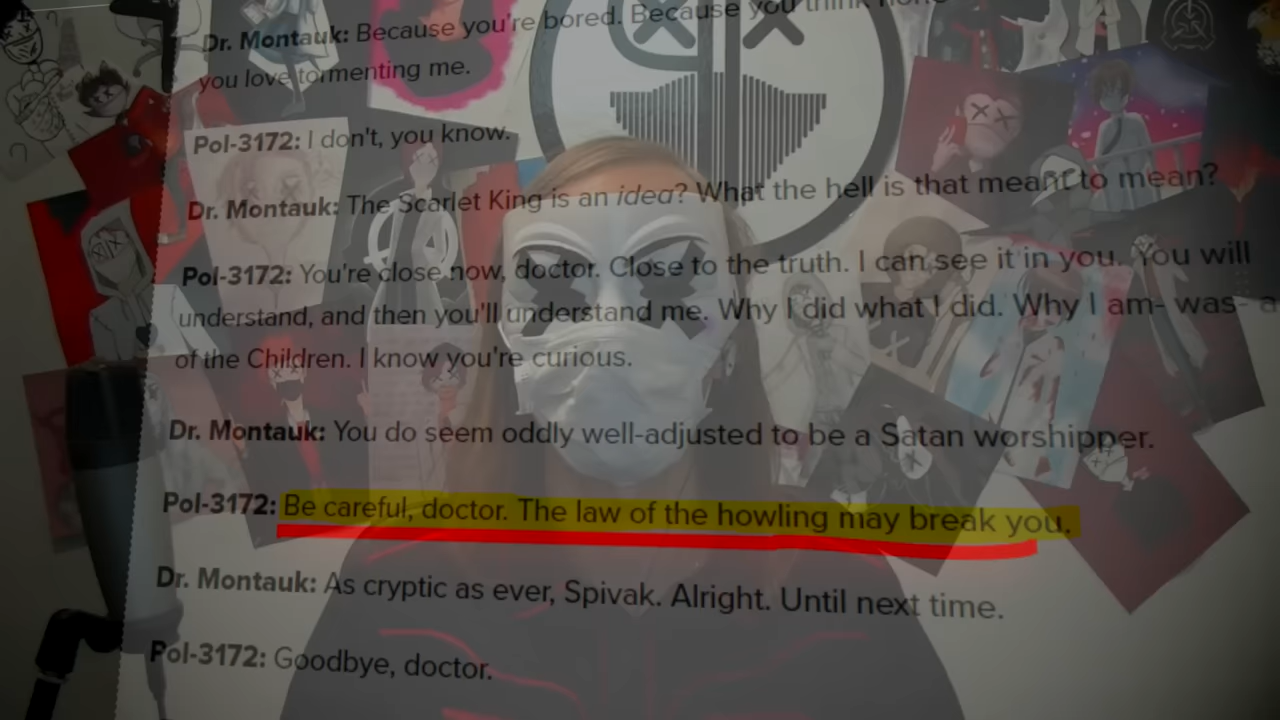 Dr. Montauk: Because you're bored. Because you think
you love tormenting me.
Pol-3172: I don't, you know.
Dr. Montauk: The Scarlet King is an idea? What the hell is that meant to mean?
Pol-3172: You're close now, doctor. Close to the truth. I can see it in you. You will
understand, and then you'll understand me. Why I did what I did. Why I am- was- a
of the Children. I know you're curious.
Dr. Montauk: You do seem oddly well-adjusted to be a Satan worshipper.
Pol-3172: Be careful, doctor. The law of the howling may break you.
Dr. Montauk: As cryptic as ever, Spivak. Alright. Until next time.
Pol-3172: Goodbye, doctor.